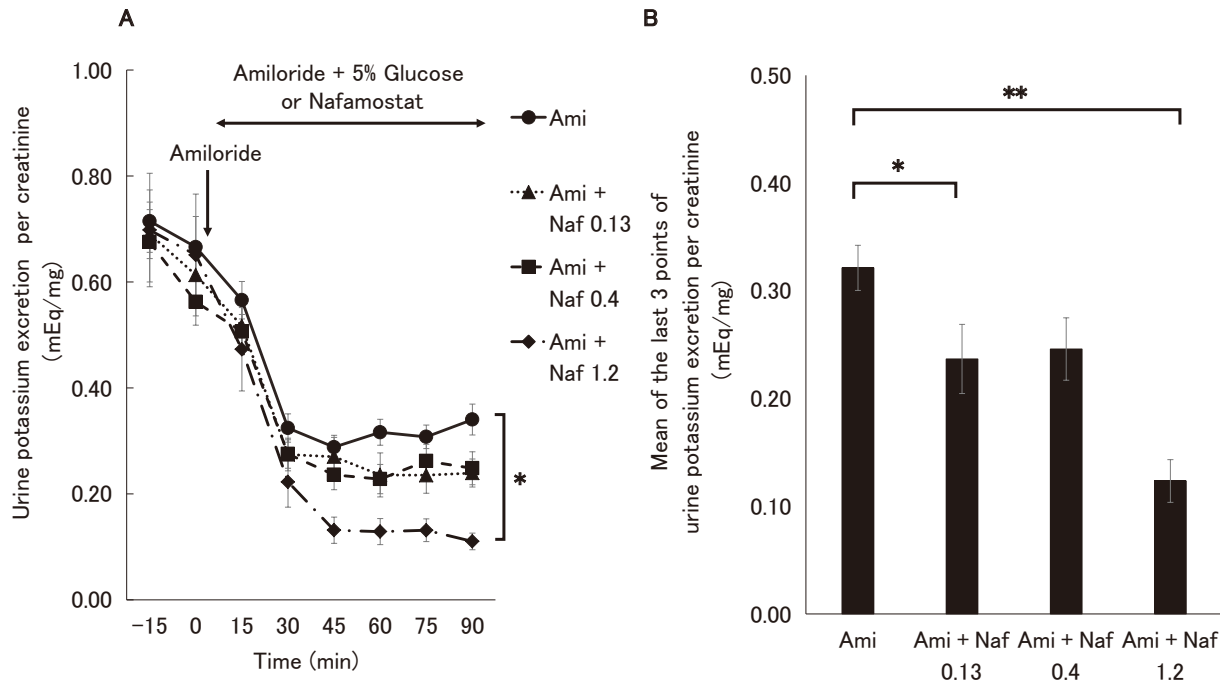 A
Urine potassium excretion per creatinine
(mEq/mg)
1.00
0.80
0.60
0.40
0.20
0.00
Amiloride + 5% Glucose
or Nafamostat
Amiloride
*
−15 0 15 30 45 60 75 90
Time (min)
Ami
Ami +
Naf 0.13
Ami +
Naf 0.4
Ami +
Naf 1.2
B
Mean of the last 3 points of
urine potassium excretion per creatinine
(mEq/mg)
0.50
0.40
0.30
0.20
0.10
0.00
**
*
Ami Ami + Naf Ami + Naf Ami + Naf
0.13 0.4 1.2